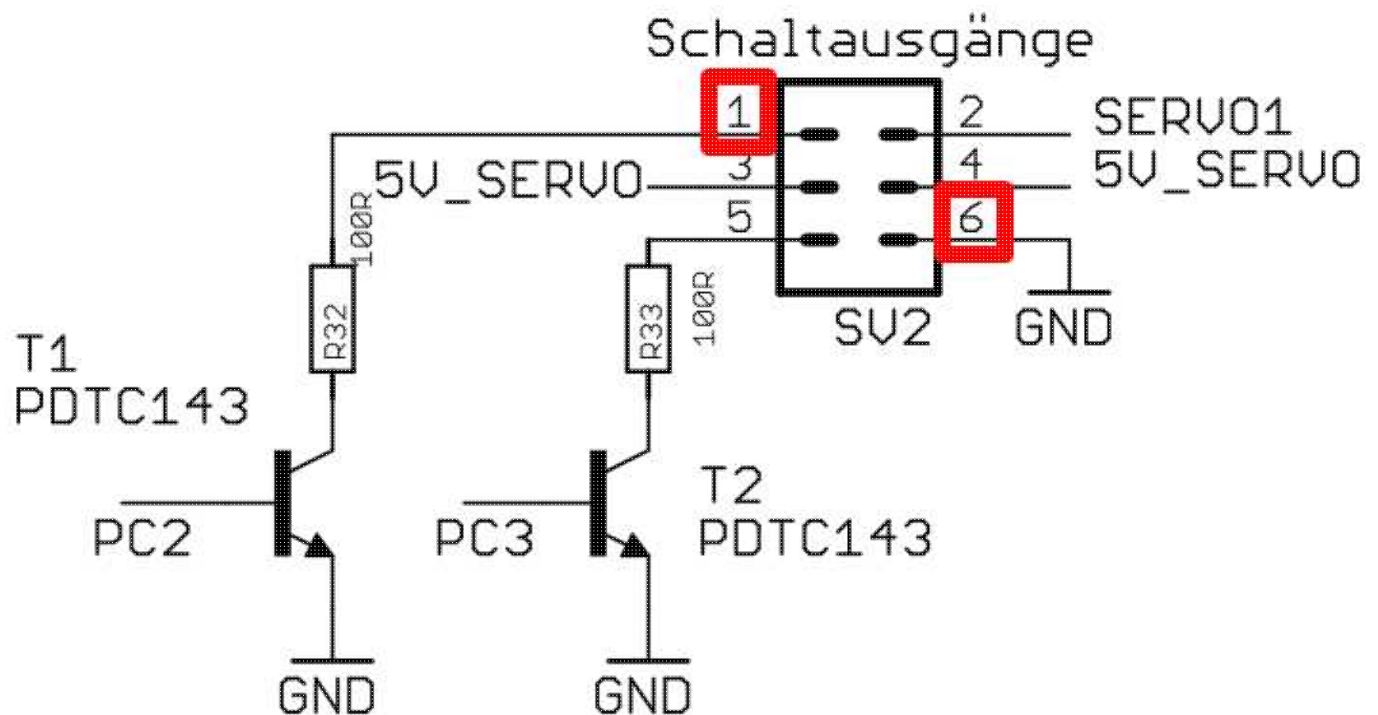 Schaltausgänge
1
2
SERVO1
5V_SERVO
3
4
5V_SERVO
5
6
100R
R32
R33
100R
SV2
GND
T1
PDTC143
PC2
PC3
T2
PDTC143
GND
GND